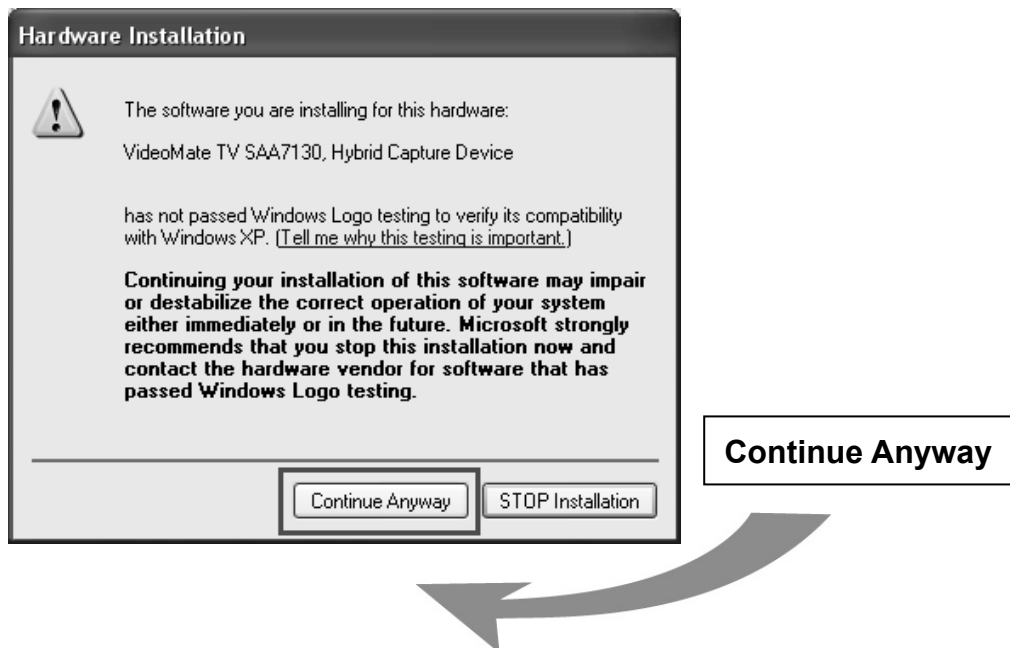 Hardware Installation
The software you are installing for this hardware:
VideoMate TV SAA7130, Hybrid Capture Device
has not passed Windows Logo testing to verify its compatibility
with Windows XP. (Tell me why this testing is important.)
Continuing your installation of this software may impair
or destabilize the correct operation of your system
either immediately or in the future. Microsoft strongly
recommends that you stop this installation now and
contact the hardware vendor for software that has
passed Windows Logo testing.
Continue Anyway
Continue Anyway STOP Installation